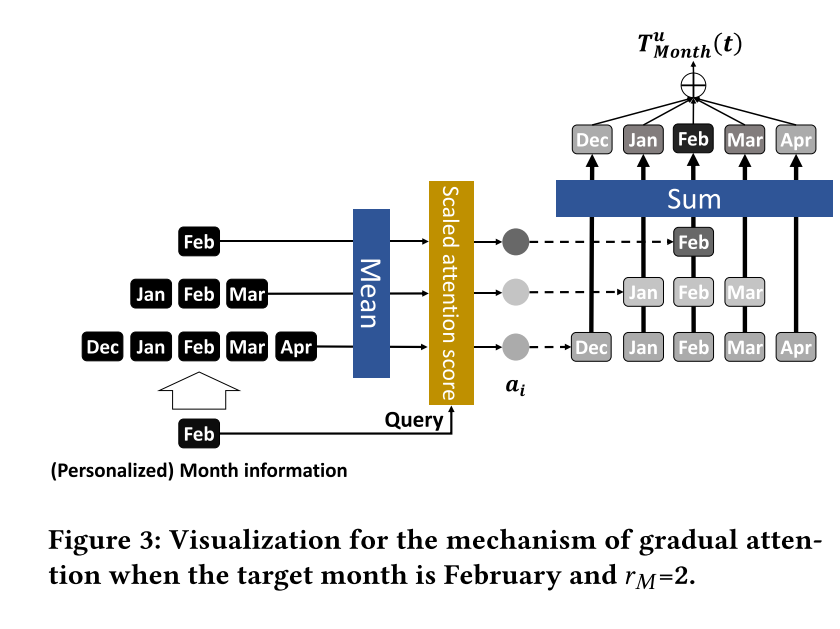 T^u_Month(t)
Dec Jan Feb Mar Apr
Sum
Feb
Feb
Jan Feb Mar
Jan Feb Mar
Dec Jan Feb Mar Apr
Dec Jan Feb Mar Apr
Mean
Scaled attention score
a_i
Feb
Query
(Personalized) Month information
Figure 3: Visualization for the mechanism of gradual atten-
tion when the target month is February and r_M=2.